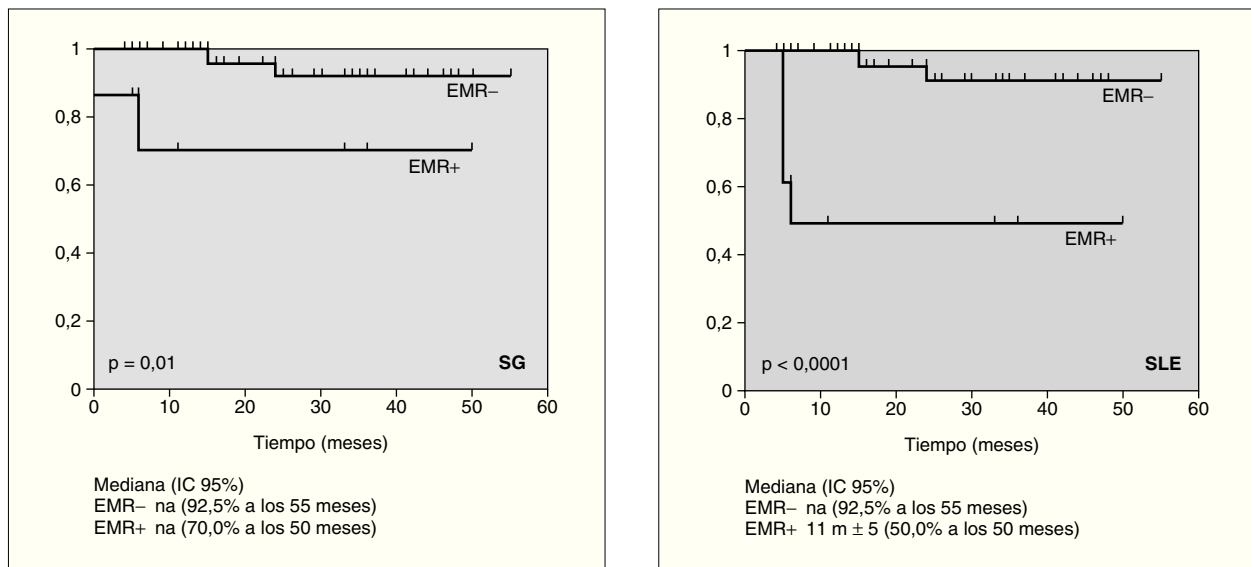 1
0,8
0,6
0,4
0,2
0
EMR–
EMR+
p = 0,01
SG
0 10 20 30 40 50 60
Tiempo (meses)
Mediana (IC 95%)
EMR– na (92,5% a los 55 meses)
EMR+ na (70,0% a los 50 meses)
1
0,8
0,6
0,4
0,2
0
EMR–
EMR+
p < 0,0001
SLE
0 10 20 30 40 50 60
Tiempo (meses)
Mediana (IC 95%)
EMR– na (92,5% a los 55 meses)
EMR+ 11 m ± 5 (50,0% a los 50 meses)